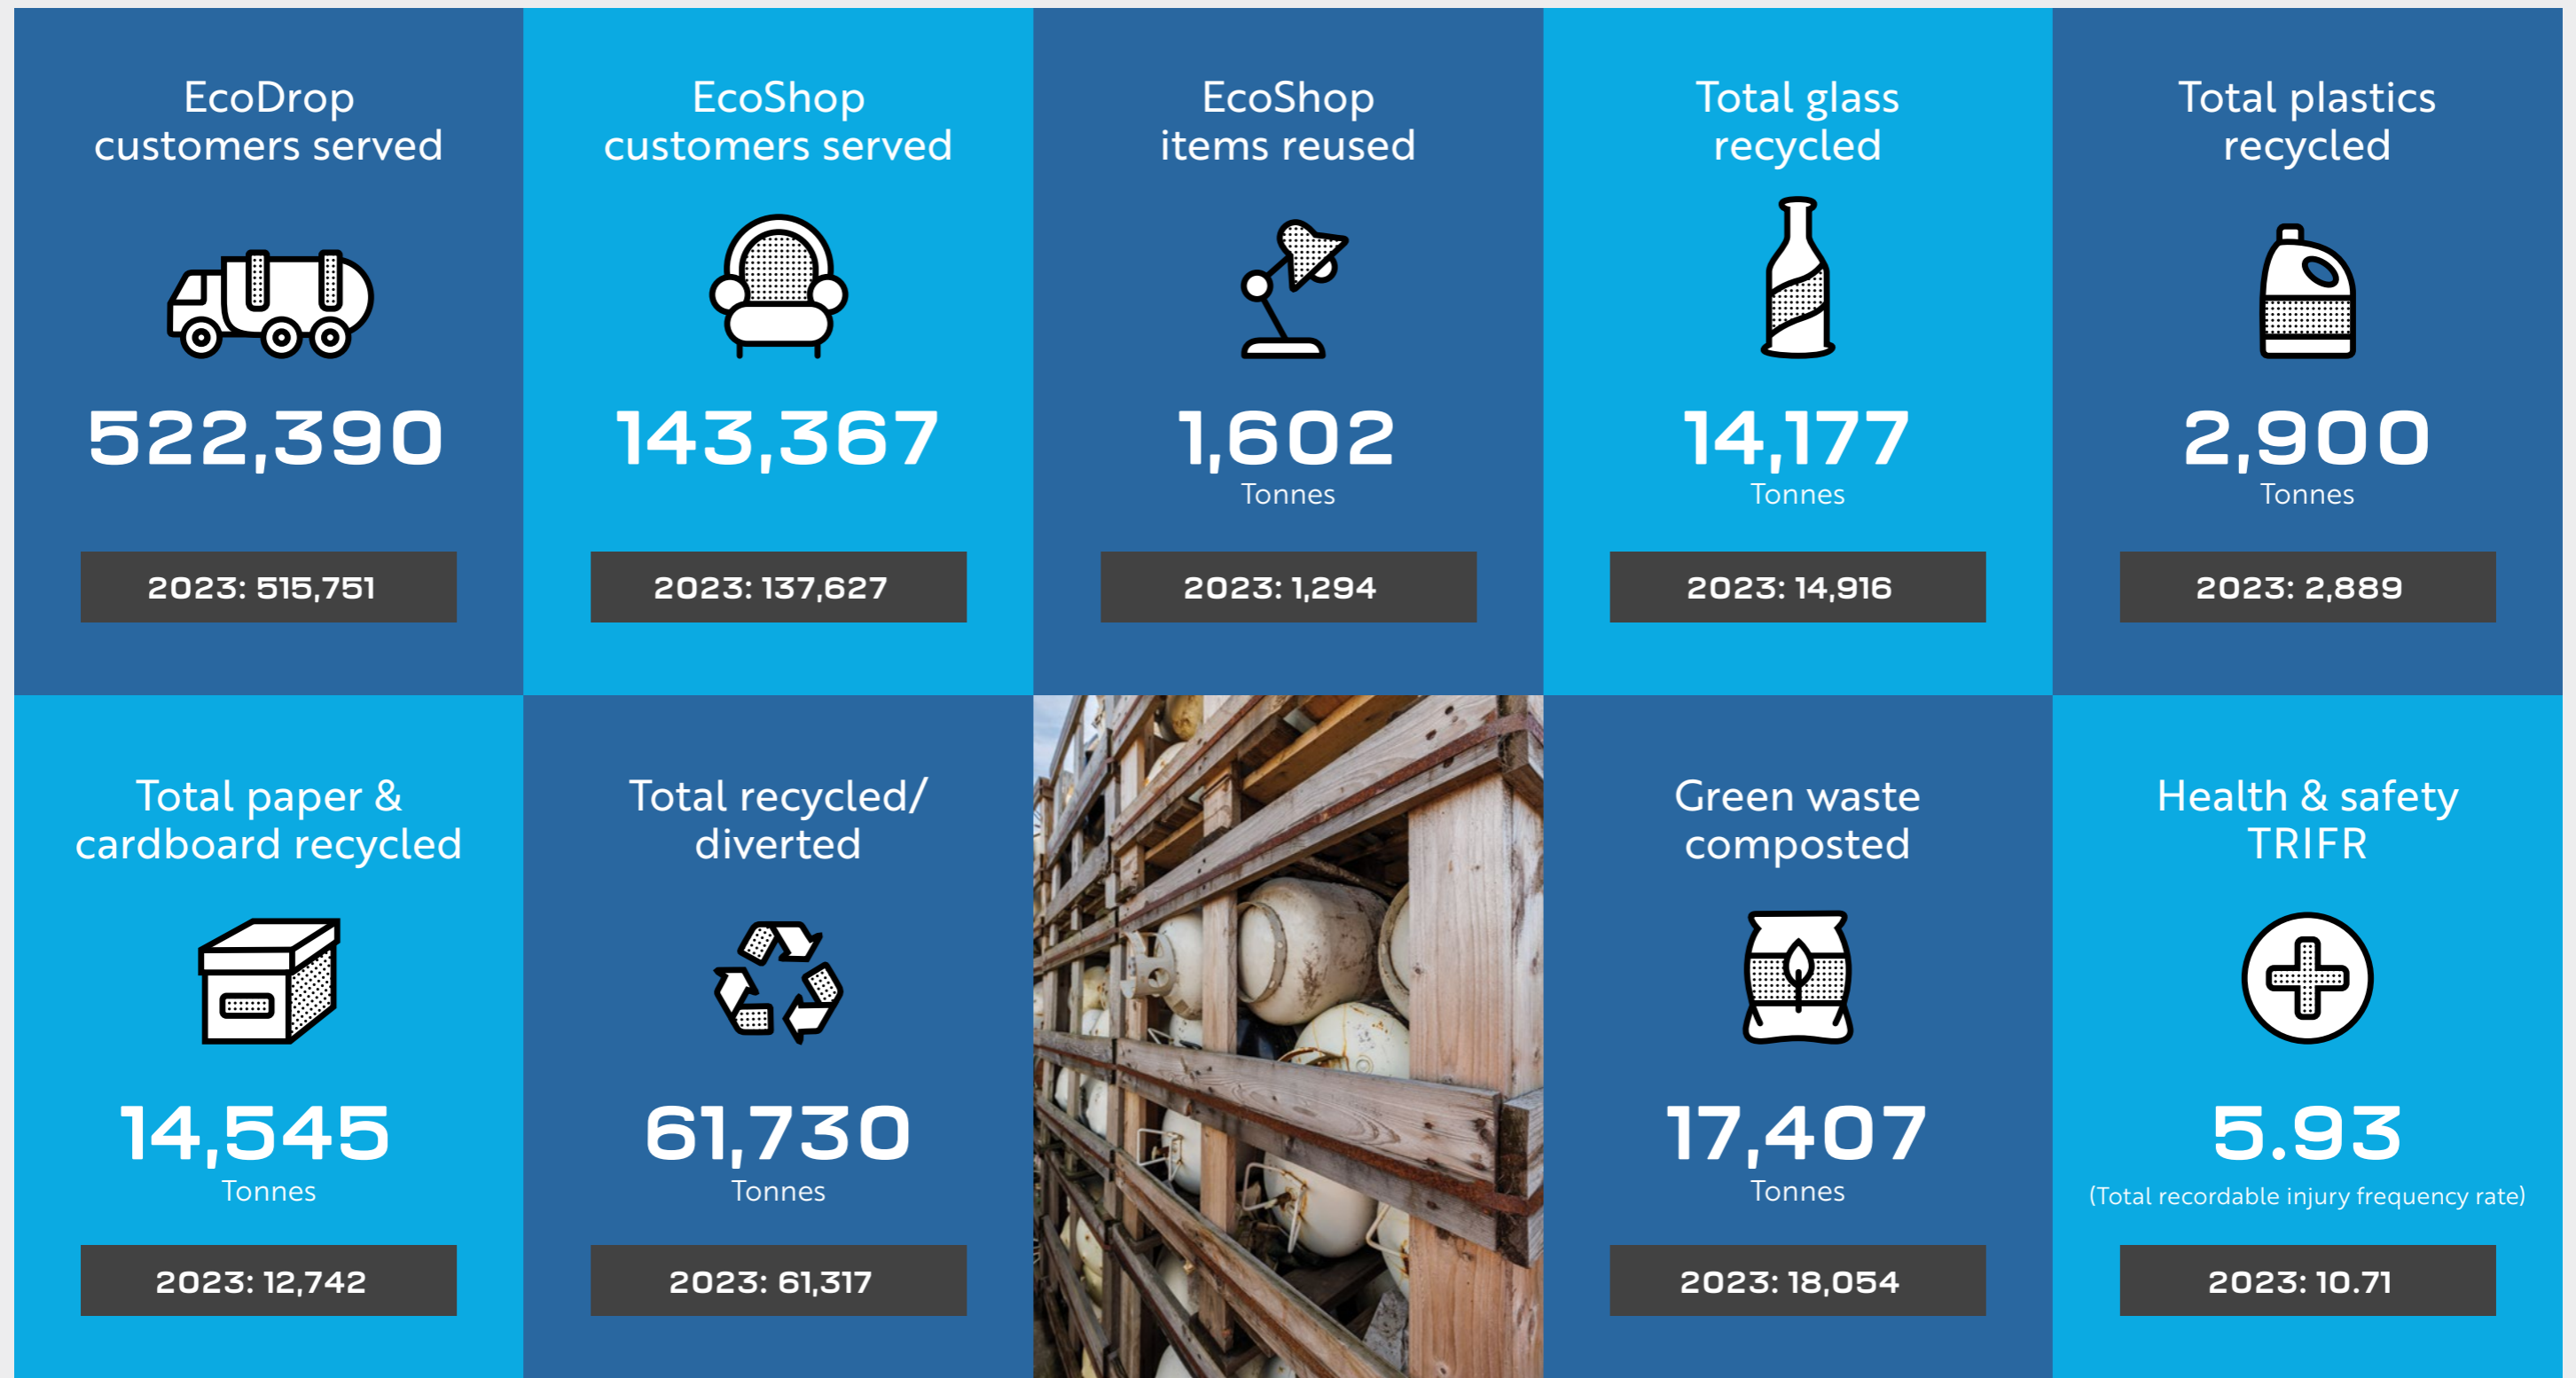 EcoDrop
customers served
522,390
2023: 515,751
EcoShop
customers served
143,367
2023: 137,627
EcoShop
items reused
1,602
Tonnes
2023: 1,294
Total glass
recycled
14,177
Tonnes
2023: 14,916
Total plastics
recycled
2,900
Tonnes
2023: 2,889
Total paper &
cardboard recycled
14,545
Tonnes
2023: 12,742
Total recycled/
diverted
61,730
Tonnes
2023: 61,317
Green waste
composted
17,407
Tonnes
2023: 18,054
Health & safety
TRIFR
5.93
(Total recordable injury frequency rate)
2023: 10.71